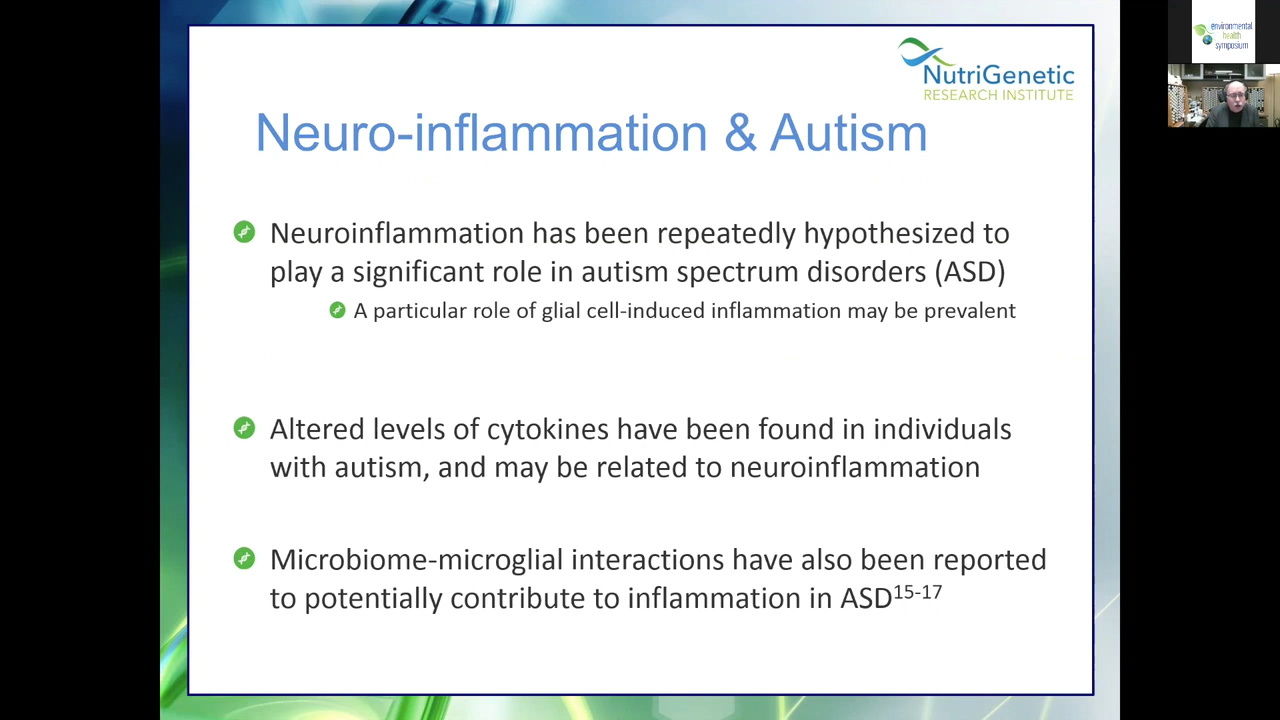 NutriGenetic
RESEARCH INSTITUTE
environmental
health
symposium
Neuro-inflammation & Autism
Neuroinflammation has been repeatedly hypothesized to
play a significant role in autism spectrum disorders (ASD)
A particular role of glial cell-induced inflammation may be prevalent
Altered levels of cytokines have been found in individuals
with autism, and may be related to neuroinflammation
Microbiome-microglial interactions have also been reported
to potentially contribute to inflammation in ASD15-17